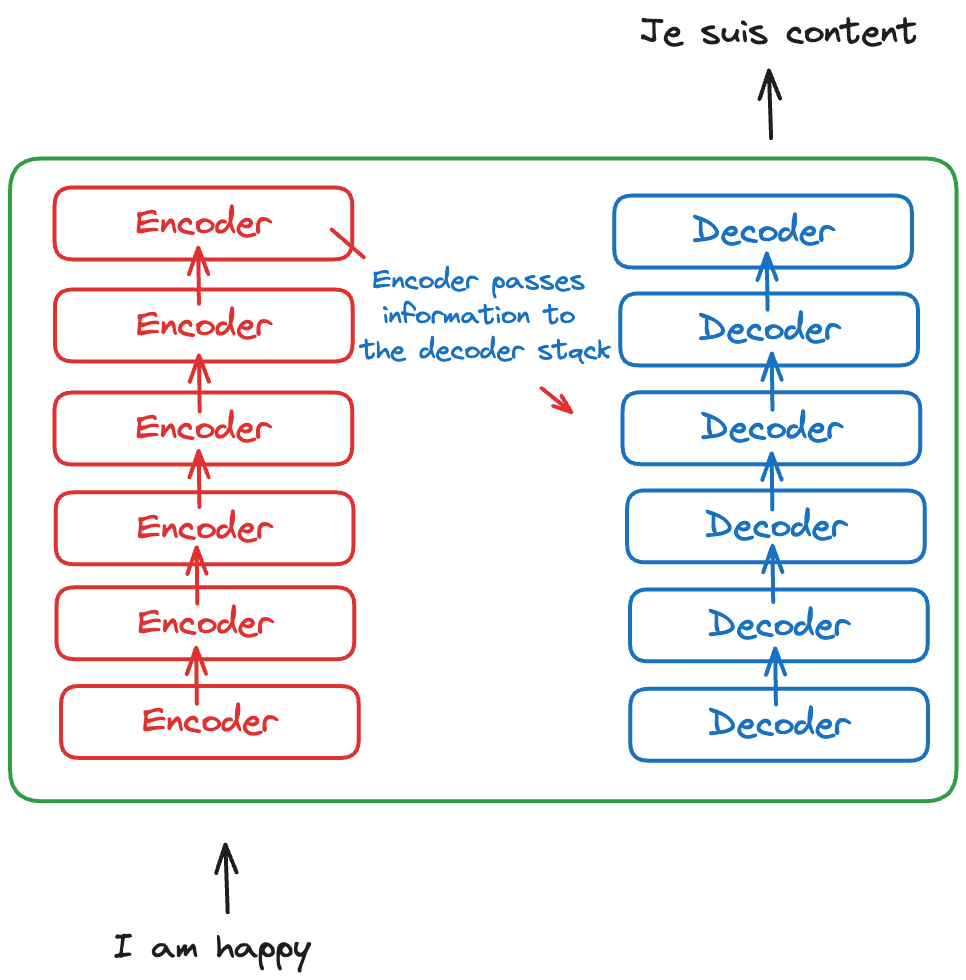 Je suis content
Encoder
Encoder
Encoder
Encoder
Encoder
Encoder
Encoder passes
information to
the decoder stack
Decoder
Decoder
Decoder
Decoder
Decoder
Decoder
I am happy